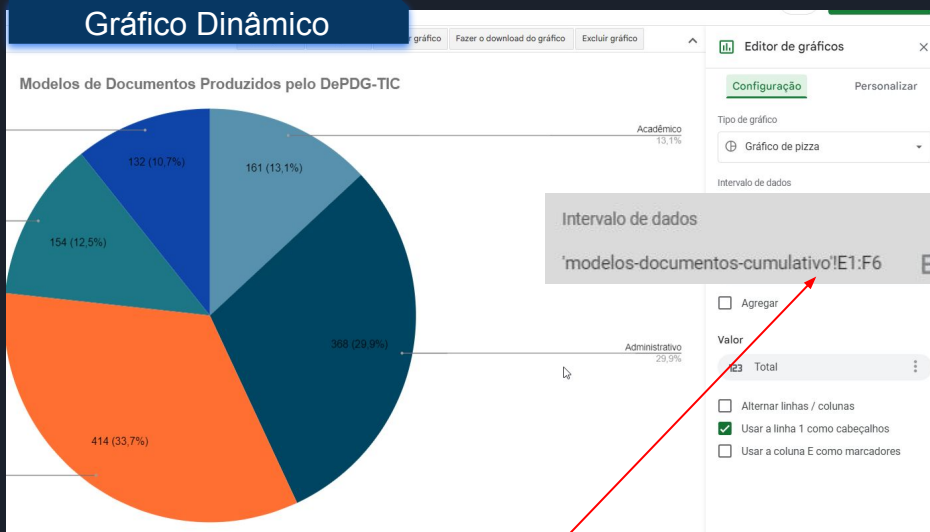 Gráfico Dinâmico
gráfico Fazer o download do gráfico Excluir gráfico
Editor de gráficos
Configuração Personalizar
Modelos de Documentos Produzidos pelo DePDG-TIC
Tipo de gráfico
Gráfico de pizza
Intervalo de dados
Acadêmico
13,1%
132 (10,7%)
161 (13,1%)
154 (12,5%)
368 (29,9%)
414 (33,7%)
Administrativo
29,9%
Intervalo de dados
'modelos-documentos-cumulativo'!E1:F6
Agregar
Valor
123 Total
Alternar linhas / colunas
Usar a linha 1 como cabeçalhos
Usar a coluna E como marcadores